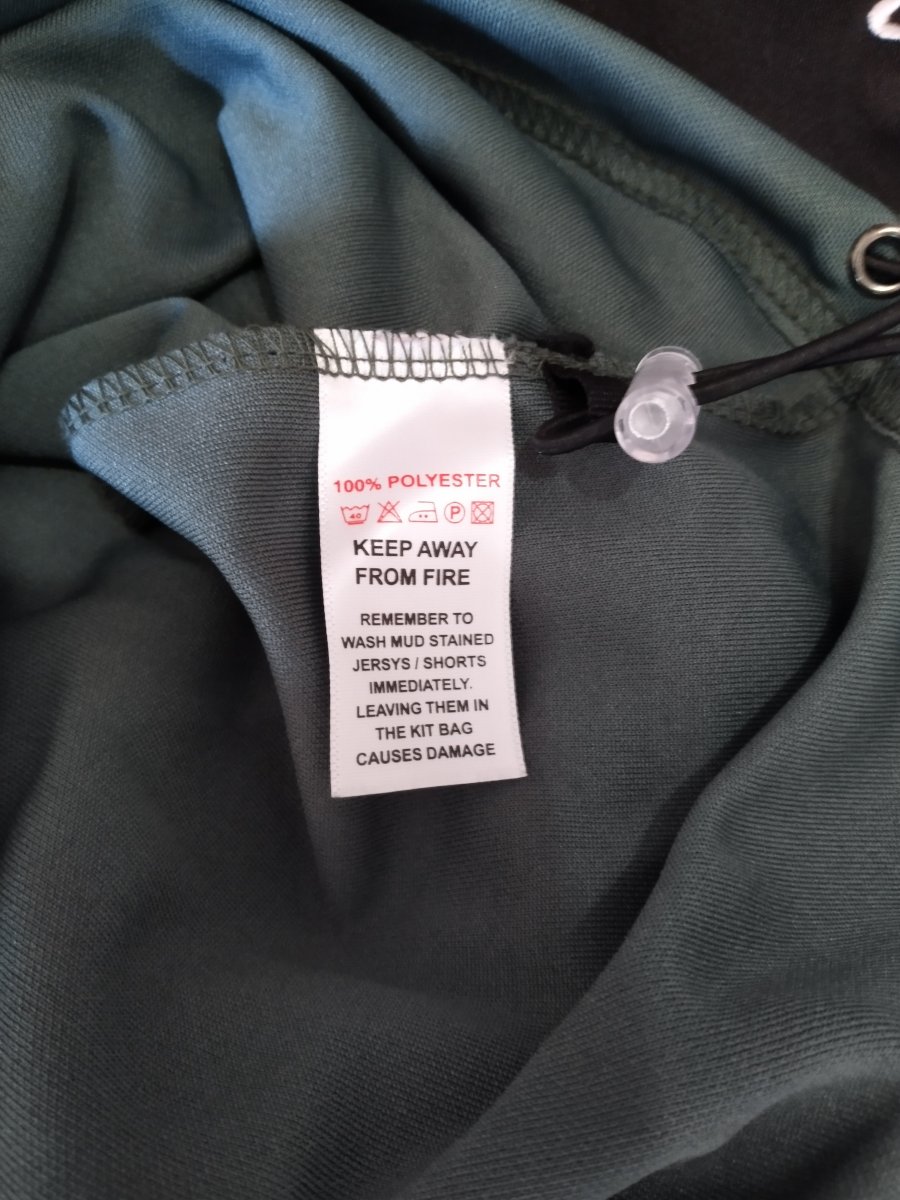 100% POLYESTER
40 P
KEEP AWAY
FROM FIRE
REMEMBER TO
WASH MUD STAINED
JERSYS / SHORTS
IMMEDIATELY.
LEAVING THEM IN
THE KIT BAG
CAUSES DAMAGE